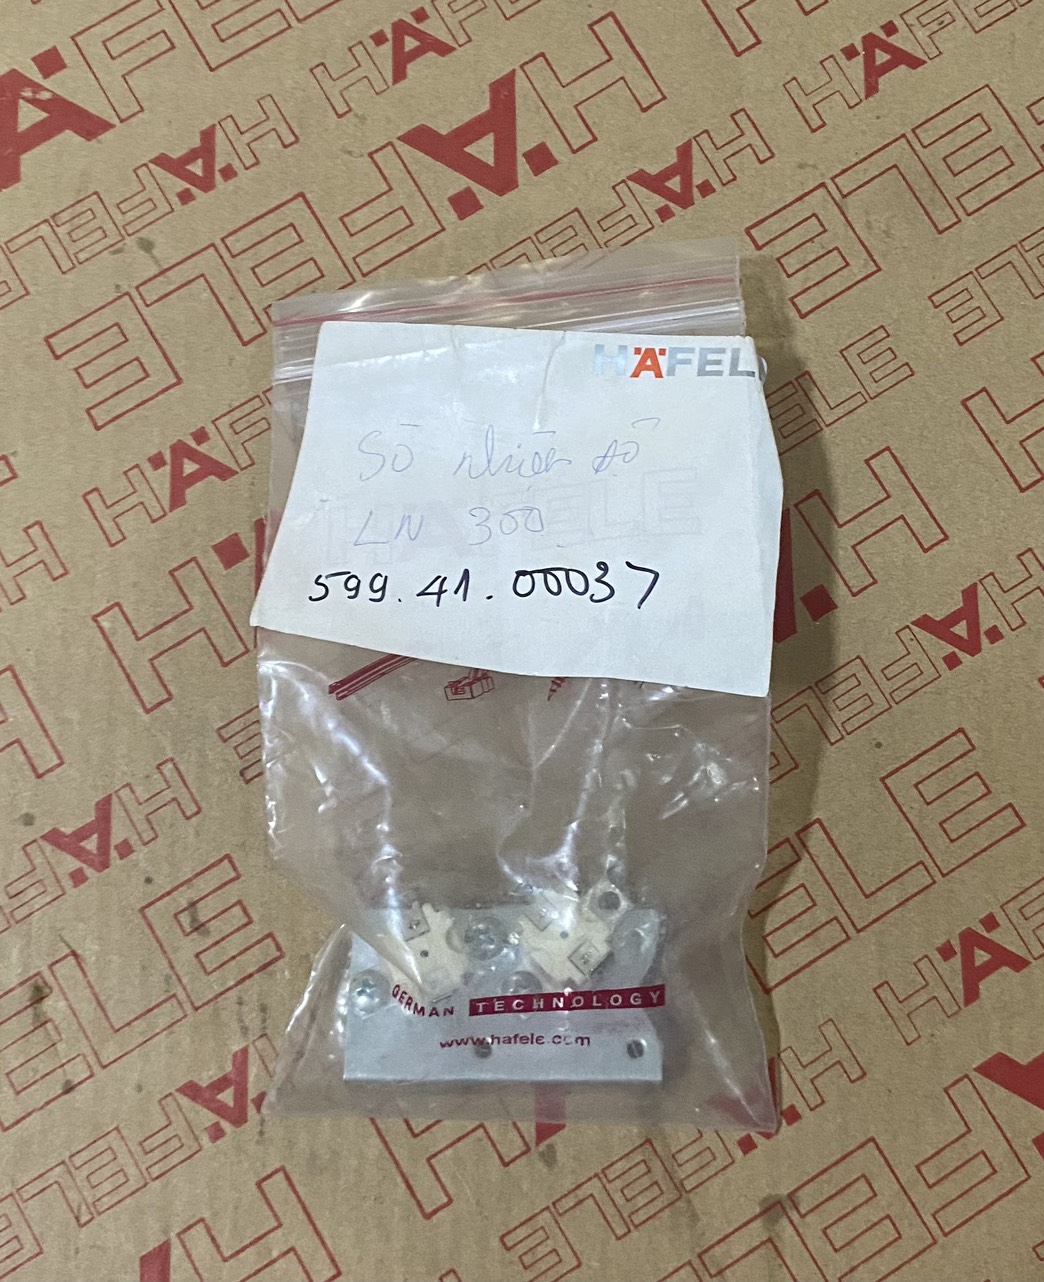 HÄFELE
Sò nhiệt độ
LN 300
599.41.00037
GERMAN TECHNOLOGY
www.hafele.com